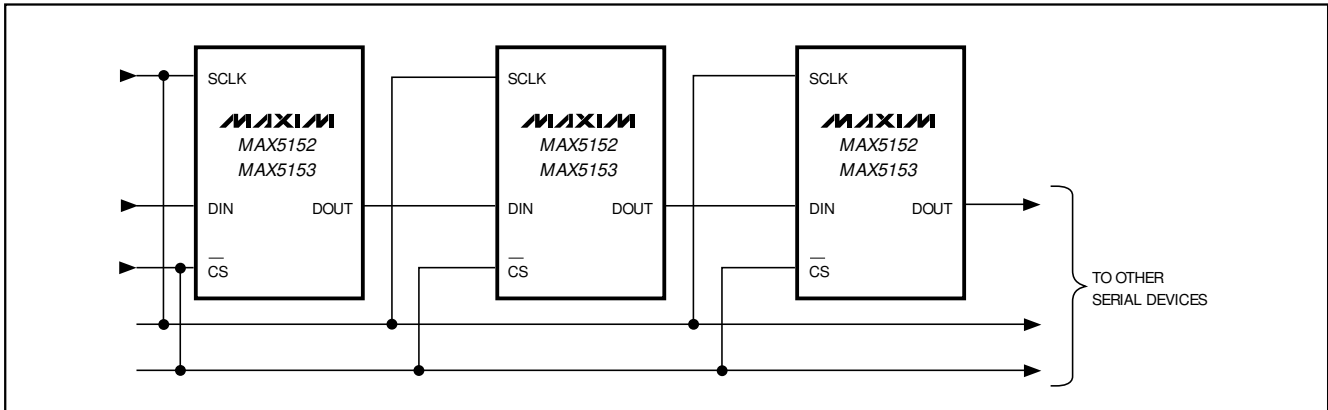 SCLK
MAXIM
MAX5152
MAX5153
DIN DOUT
CS
SCLK
MAXIM
MAX5152
MAX5153
DIN DOUT
CS
SCLK
MAXIM
MAX5152
MAX5153
DIN DOUT
CS
TO OTHER
SERIAL DEVICES